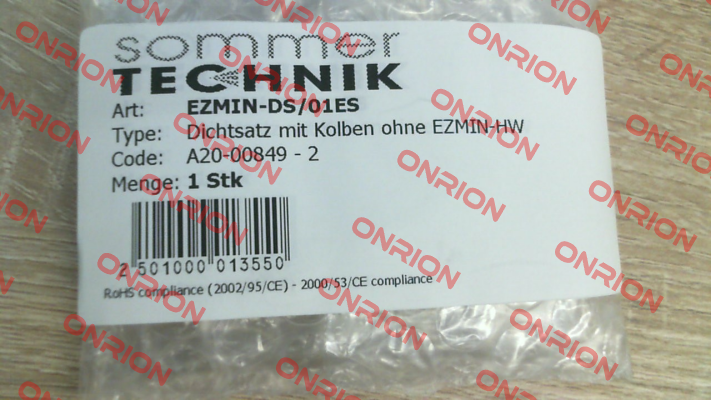 sommer
TECHNIK
Art: EZMIN-DS/01ES
Type: Dichtsatz mit Kolben ohne EZMIN-HW
Code: A20-00849 - 2
Menge: 1 Stk
2 501000 013550
RoHS compliance (2002/95/CE) - 2000/53/CE compliance
ONRION